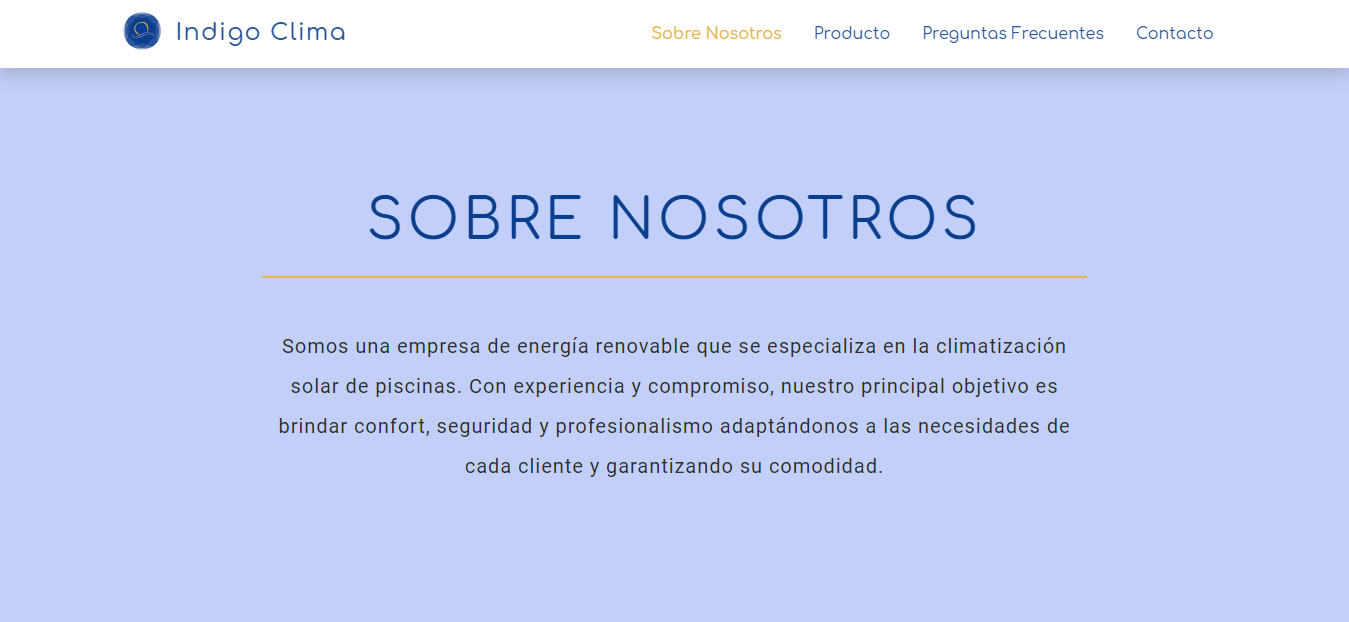 Indigo Clima
Sobre Nosotros
Producto
Preguntas Frecuentes
Contacto
SOBRE NOSOTROS
Somos una empresa de energía renovable que se especializa en la climatización
solar de piscinas. Con experiencia y compromiso, nuestro principal objetivo es
brindar confort, seguridad y profesionalismo adaptándonos a las necesidades de
cada cliente y garantizando su comodidad.